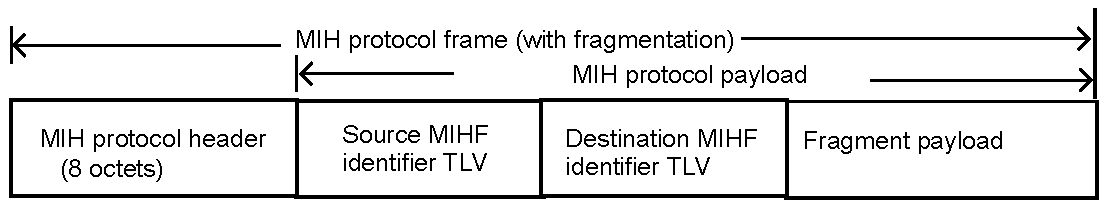 MIH protocol frame (with fragmentation)
MIH protocol payload
MIH protocol header
(8 octets)
Source MIHF
identifier TLV
Destination MIHF
identifier TLV
Fragment payload